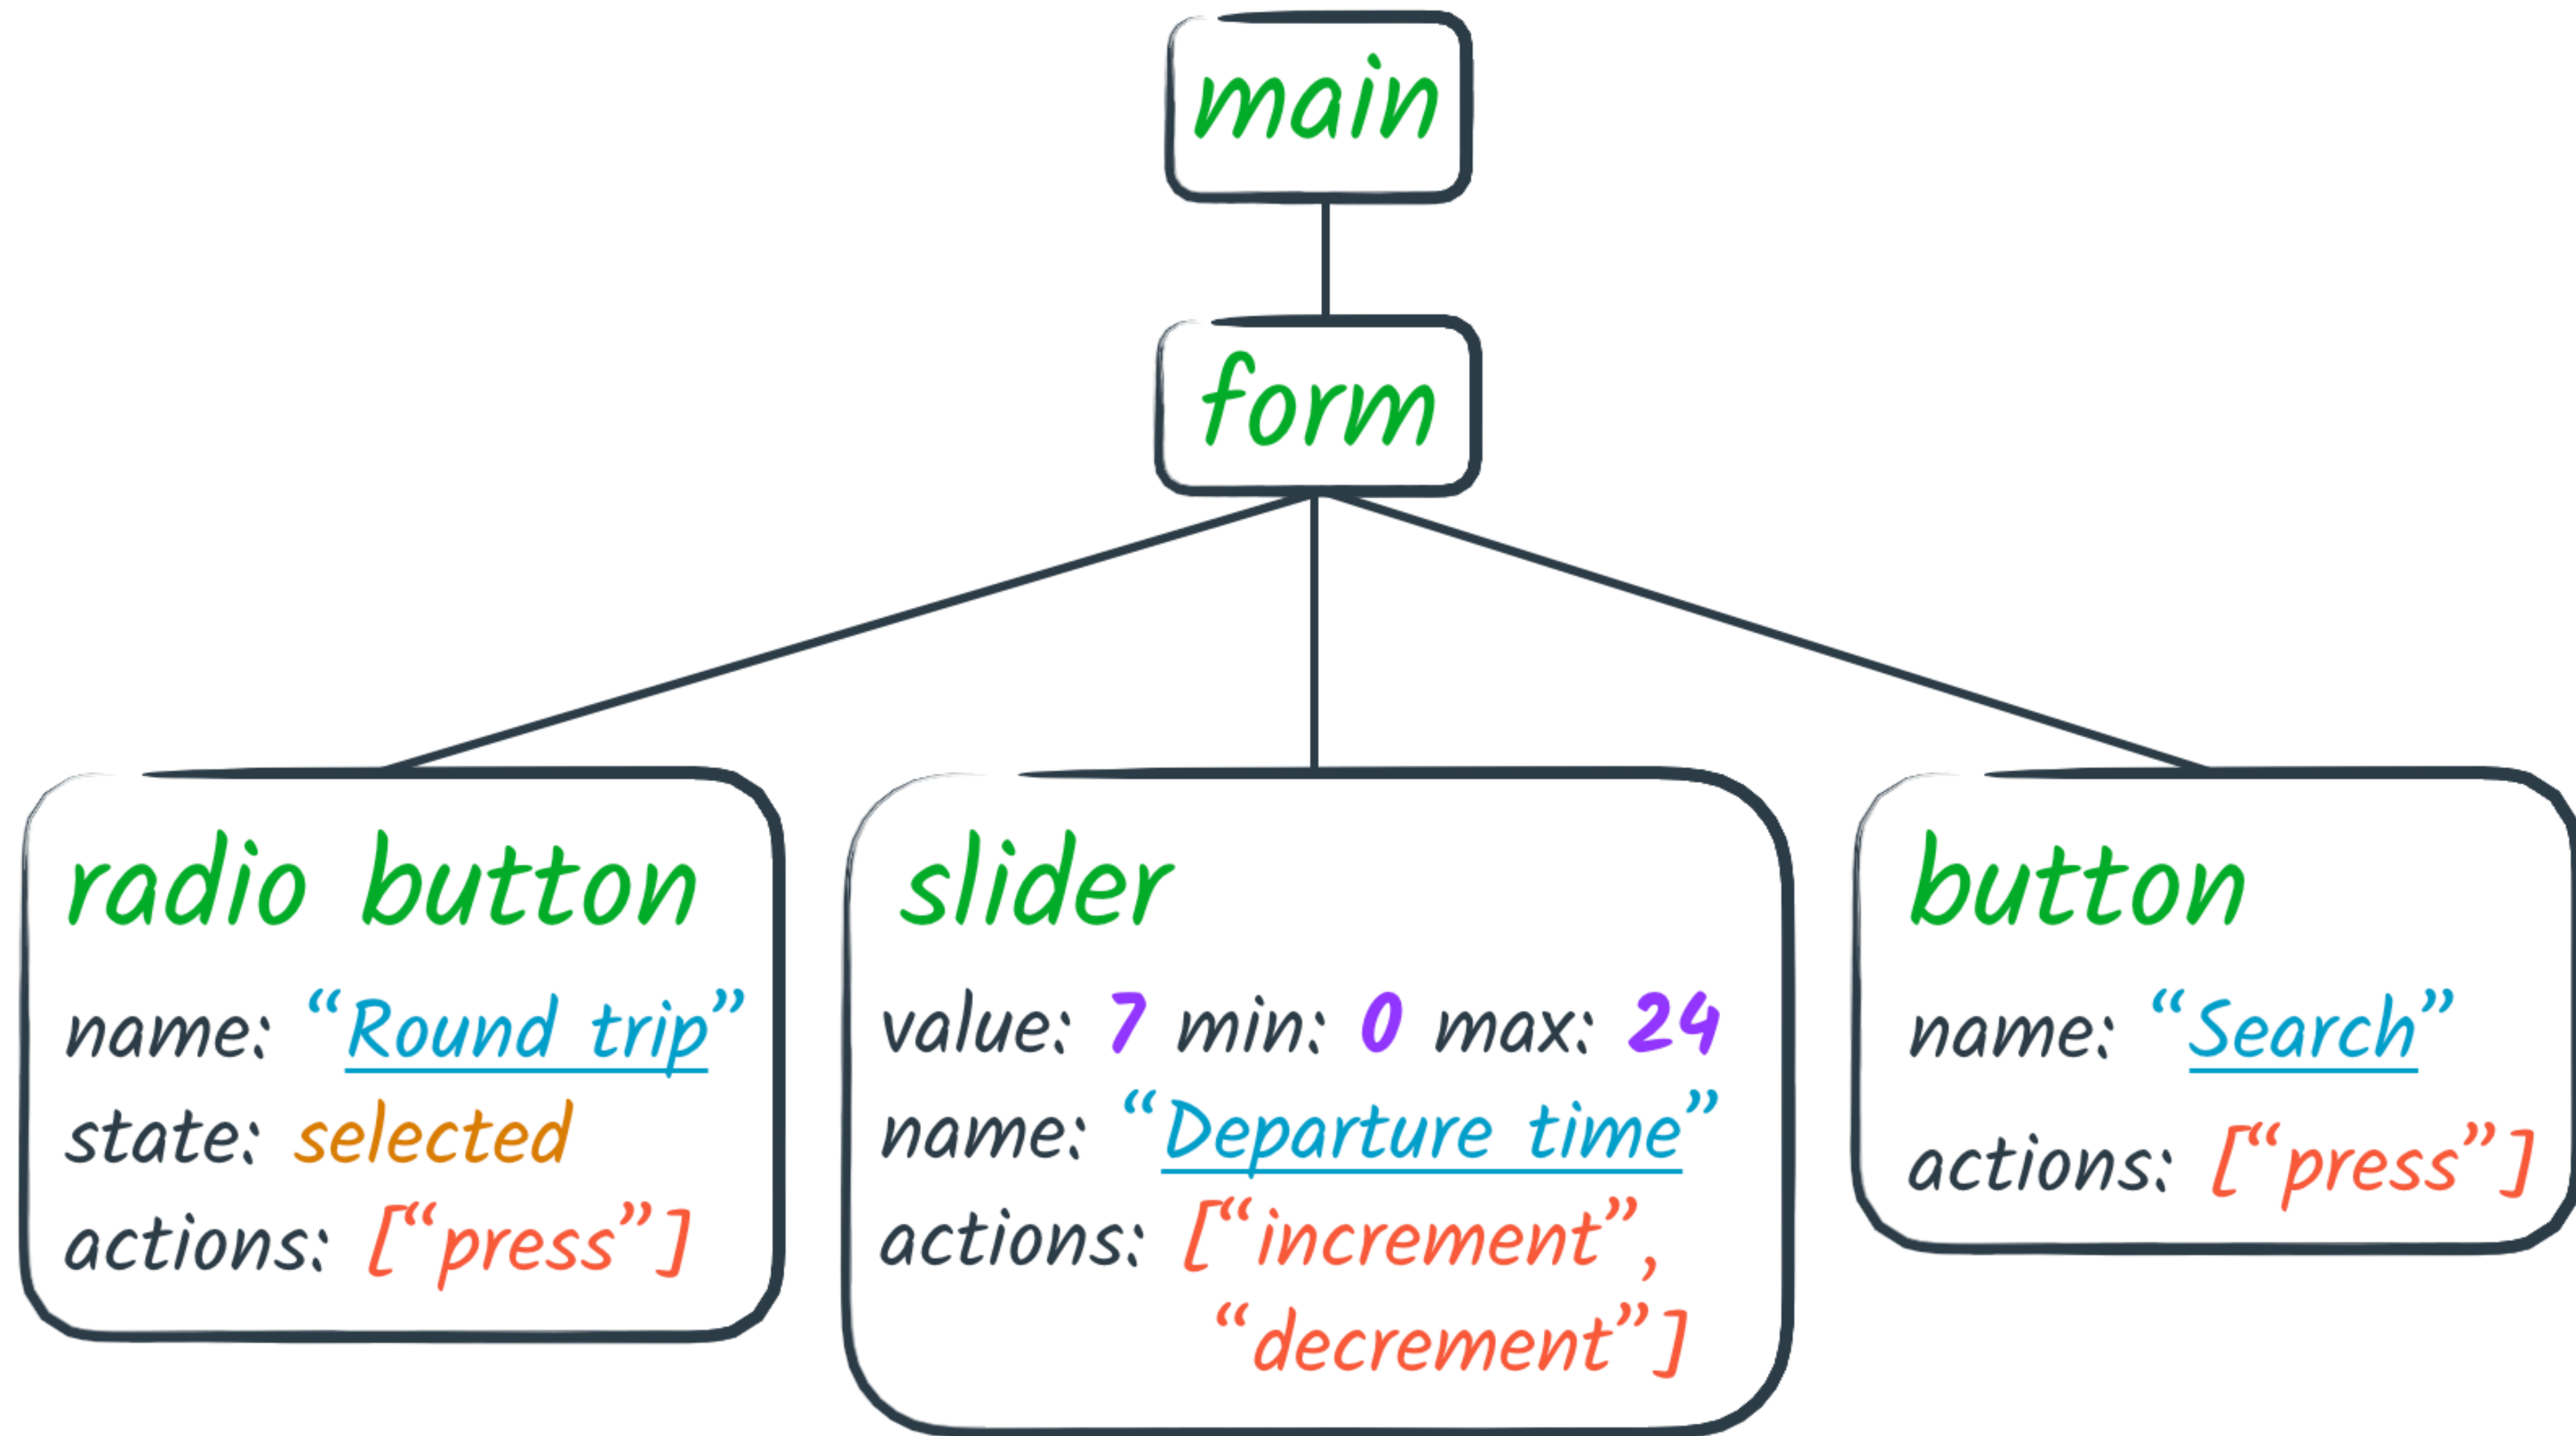 main
form
radio button
name: “Round trip”
state: selected
actions: [“press”]
slider
value: 7 min: 0 max: 24
name: “Departure time”
actions: [“increment”,
“decrement”]
button
name: “Search”
actions: [“press”]